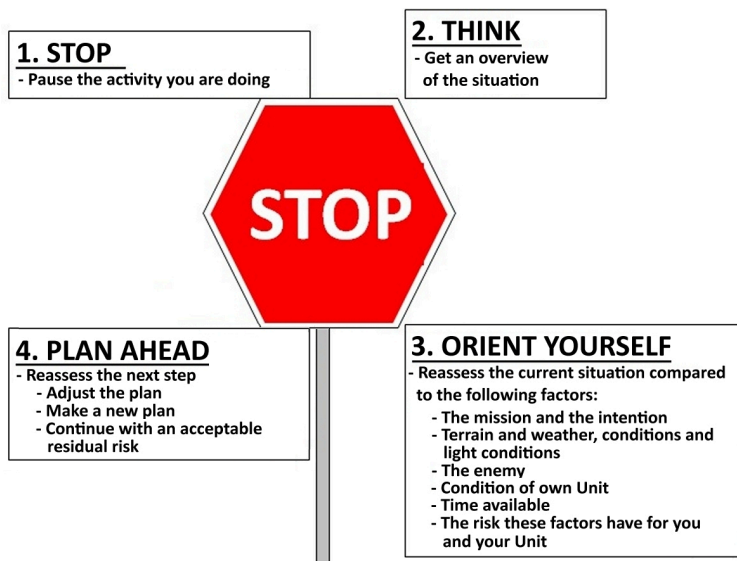 1. STOP
- Pause the activity you are doing
2. THINK
- Get an overview
of the situation
STOP
3. ORIENT YOURSELF
- Reassess the current situation compared
to the following factors:
- The mission and the intention
- Terrain and weather, conditions and
light conditions
- The enemy
- Condition of own Unit
- Time available
- The risk these factors have for you
and your Unit
4. PLAN AHEAD
- Reassess the next step
- Adjust the plan
- Make a new plan
- Continue with an acceptable
residual risk